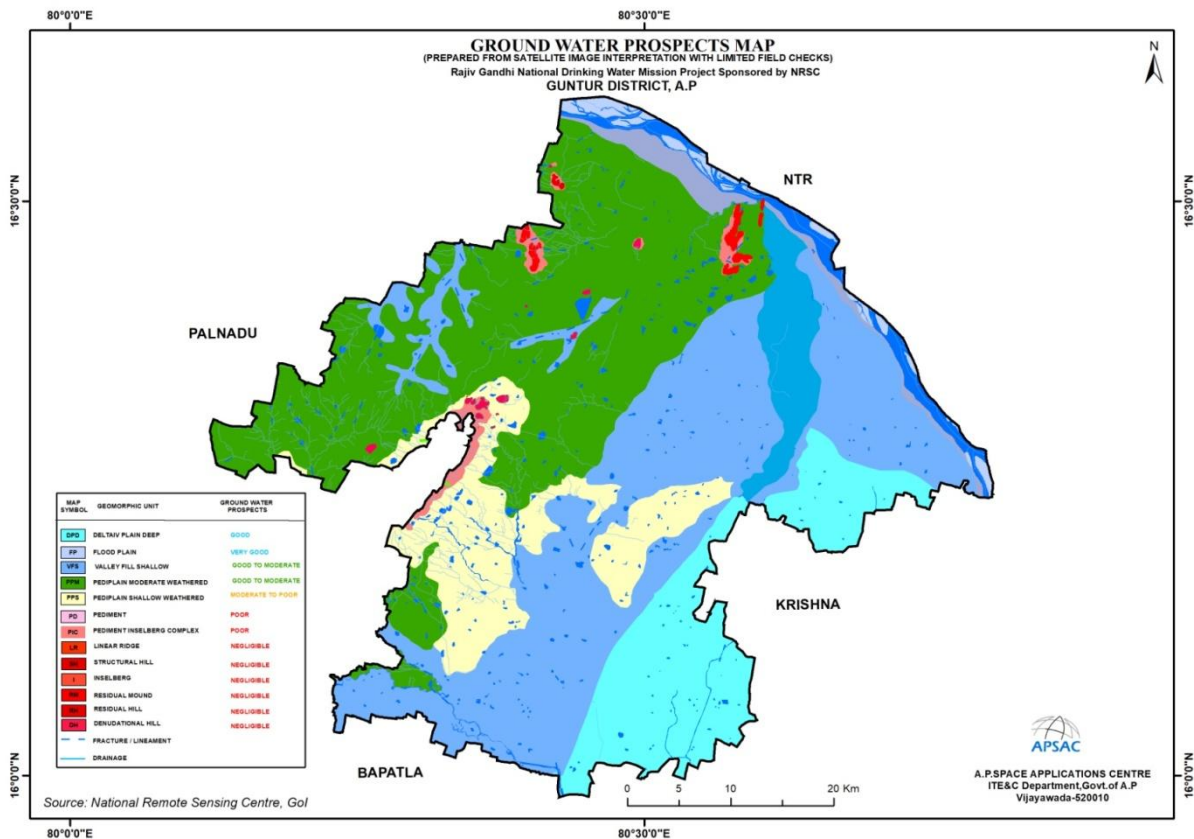 80°0'0"E
80°30'0"E
GROUND WATER PROSPECTS MAP
(PREPARED FROM SATELLITE IMAGE INTERPRETATION WITH LIMITED FIELD CHECKS)
Rajiv Gandhi National Drinking Water Mission Project Sponsored by NRSC
GUNTUR DISTRICT, A.P
N
NTR
16°30'0"N
16°30'0"N
PALNADU
KRISHNA
BAPATLA
MAP SYMBOL GEOMORPHIC UNIT GROUND WATER PROSPECTS
DPD DELTAIV PLAIN DEEP GOOD
FP FLOOD PLAIN VERY GOOD
VFS VALLEY FILL SHALLOW GOOD TO MODERATE
PPM PEDIPLAIN MODERATE WEATHERED GOOD TO MODERATE
PPS PEDIPLAIN SHALLOW WEATHERED MODERATE TO POOR
PD PEDIMENT POOR
PIC PEDIMENT INSELBERG COMPLEX POOR
LR LINEAR RIDGE NEGLIGIBLE
STRUCTURAL HILL NEGLIGIBLE
I INSELBERG NEGLIGIBLE
RESIDUAL MOUND NEGLIGIBLE
RESIDUAL HILL NEGLIGIBLE
DH DENUDATIONAL HILL NEGLIGIBLE
FRACTURE / LINEAMENT
DRAINAGE
Source: National Remote Sensing Centre, GoI
0 5 10 20 Km
APSAC
A.P.SPACE APPLICATIONS CENTRE
ITE&C Department,Govt.of A.P
Vijayawada-520010
16°0'0"N
16°0'0"N
80°0'0"E
80°30'0"E